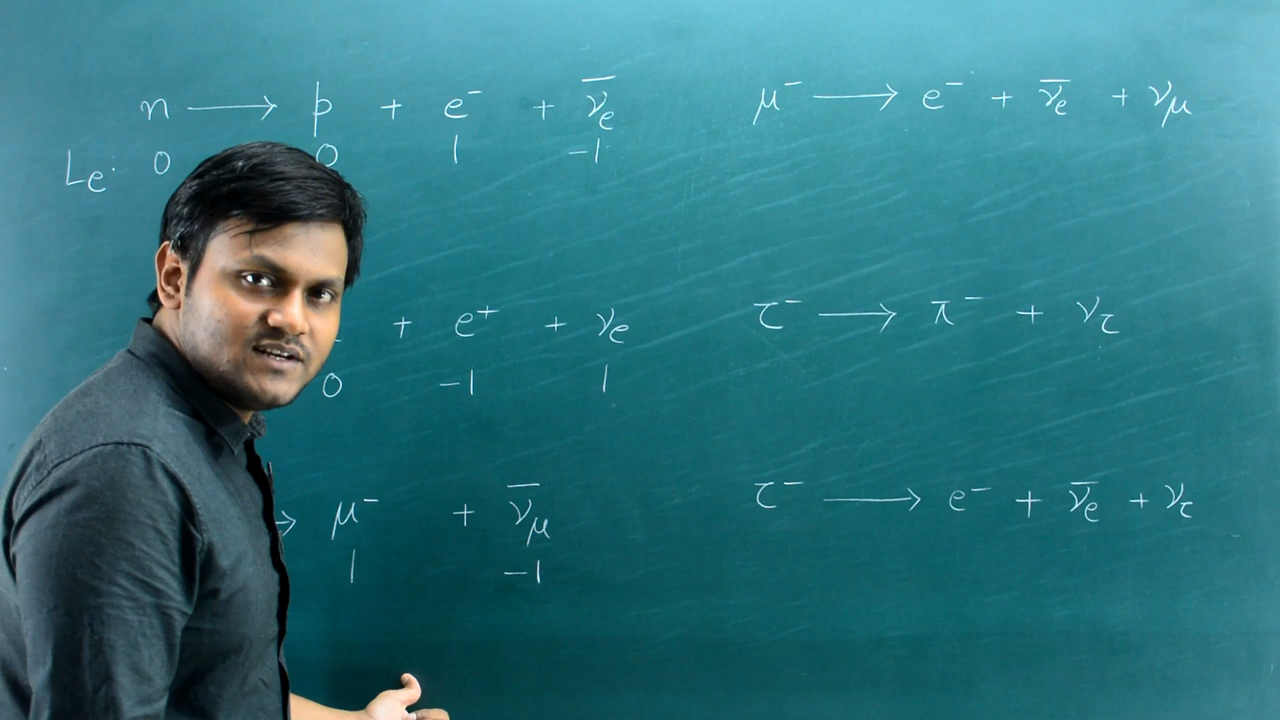 n ⟶ p + e⁻ + ν̅ₑ
Lₑ: 0 0 1 -1
+ e⁺ + νₑ
0 -1 1
→ μ⁻ + ν̅_μ
1 -1
μ⁻ ⟶ e⁻ + ν̅ₑ + ν_μ
τ⁻ ⟶ π⁻ + ν_τ
τ⁻ ⟶ e⁻ + ν̅ₑ + ν_τ